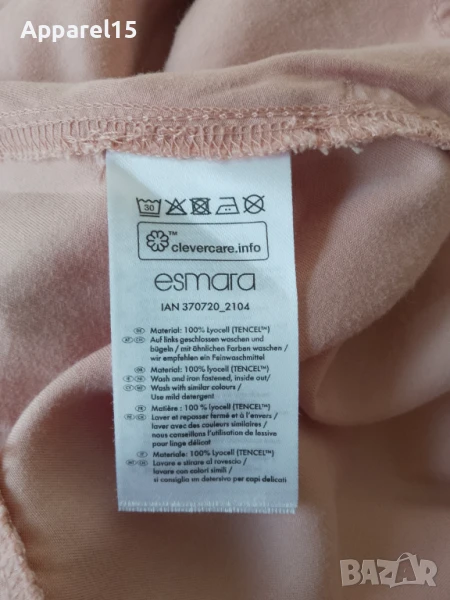 Apparel15
30
™
clevercare.info
esmara
IAN 370720_2104
Material: 100% Lyocell (TENCEL™)
Auf links geschlossen waschen und
bügeln / mit ähnlichen Farben waschen /
wir empfehlen ein Feinwaschmittel
Material: 100% Lyocell (TENCEL™)
Wash and iron fastened, inside out/
Wash with similar colours /
Use mild detergent
Matière : 100 % lyocell (TENCEL™)
Laver et repasser fermé et à l'envers /
laver avec des couleurs similaires /
nous conseillons l'utilisation de lessive
pour linge délicat
Materiale: 100% Lyocell (TENCEL™)
Lavare e stirare al rovescio /
lavare con colori simili /
si consiglia un detersivo per capi delicati
BAZAR